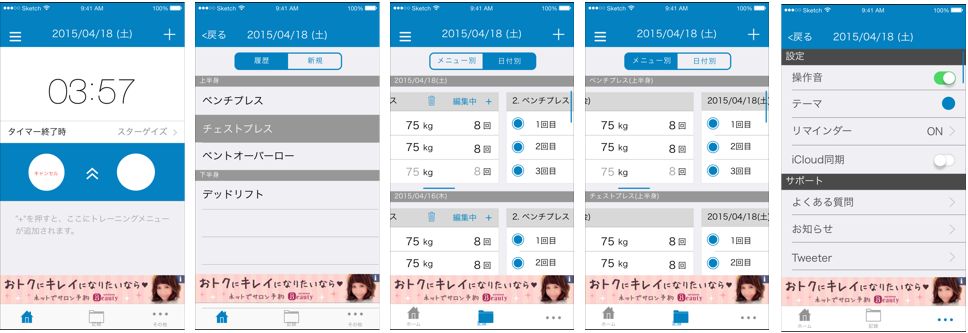 ●●●○○ Sketch 9:41 AM 100%
2015/04/18 (土)
03:57
タイマー終了時 スターゲイズ
キャンセル
"+"を押すと、ここにトレーニングメニュー
が追加されます。
おトクにキレイになりたいなら♥
ネットでサロン予約 Beauty
記録 その他
●●●○○ Sketch 9:41 AM 100%
<戻る 2015/04/18 (土)
履歴 新規
上半身
ベンチプレス
チェストプレス
ベントオーバーロー
下半身
デッドリフト
おトクにキレイになりたいなら♥
ネットでサロン予約 Beauty
記録 その他
●●●○○ Sketch 9:41 AM 100%
2015/04/18 (土)
メニュー別 日付別
2015/04/18(土)
ス 編集中 + 2. ベンチプレス
75 kg 8 回 1回目
75 kg 8 回 2回目
75 kg 8 回 3回目
2015/04/16(木)
ス 編集中 + 2. ベンチプレス
75 kg 8 回 1回目
75 kg 8 回 2回目
おトクにキレイになりたいなら♥
ネットでサロン予約 Beauty
ホーム 記録
●●●○○ Sketch 9:41 AM 100%
2015/04/18 (土)
メニュー別 日付別
ベンチプレス(上半身)
金) 2015/04/18(土)
75 kg 8 回 1回目
75 kg 8 回 2回目
75 kg 8 回 3回目
チェストプレス(上半身)
金) 2015/04/18(土)
75 kg 8 回 1回目
75 kg 8 回 2回目
おトクにキレイになりたいなら♥
ネットでサロン予約 Beauty
ホーム
●●●○○ Sketch 9:41 AM 100%
<戻る 2015/04/18 (土)
設定
操作音
テーマ
リマインダー ON
iCloud同期
サポート
よくある質問
お知らせ
Tweeter
おトクにキレイになりたいなら♥
ネットでサロン予約 Beauty
ホーム 記録